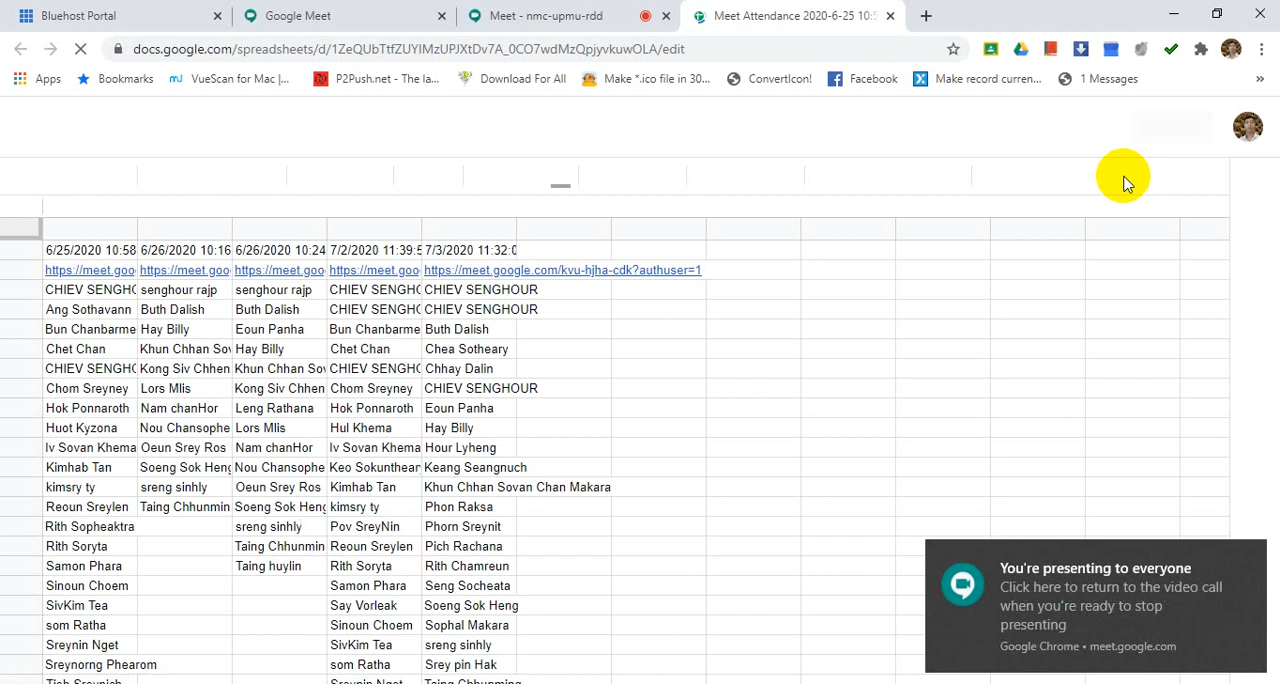 Bluehost Portal Google Meet Meet - nmc-upmu-rdd Meet Attendance 2020-6-25 10:5
docs.google.com/spreadsheets/d/1ZeQUbTtfZUYlMzUPJXtDv7A_0CO7wdMzQpjyvkuwOLA/edit
Apps Bookmarks VueScan for Mac |... P2Push.net - The la... Download For All Make *.ico file in 30... ConvertIcon! Facebook Make record curren... 1 Messages »
6/25/2020 10:58 6/26/2020 10:16 6/26/2020 10:24 7/2/2020 11:39:5 7/3/2020 11:32:0
https://meet.goo https://meet.goo https://meet.goo https://meet.goo https://meet.google.com/kvu-hjha-cdk?authuser=1
CHIEV SENGHO senghour rajp senghour rajp CHIEV SENGHO CHIEV SENGHOUR
Ang Sothavann Buth Dalish Buth Dalish CHIEV SENGHO CHIEV SENGHOUR
Bun Chanbarme Hay Billy Eoun Panha Bun Chanbarme Buth Dalish
Chet Chan Khun Chhan Sov Hay Billy Chet Chan Chea Sotheary
CHIEV SENGHO Kong Siv Chhen Khun Chhan Sov CHIEV SENGHO Chhay Dalin
Chom Sreyney Lors Mlis Kong Siv Chhen Chom Sreyney CHIEV SENGHOUR
Hok Ponnaroth Nam chanHor Leng Rathana Hok Ponnaroth Eoun Panha
Huot Kyzona Nou Chansophe Lors Mlis Hul Khema Hay Billy
Iv Sovan Khema Oeun Srey Ros Nam chanHor Iv Sovan Khema Hour Lyheng
Kimhab Tan Soeng Sok Heng Nou Chansophe Keo Sokunthear Keang Seangnuch
kimsry ty sreng sinhly Oeun Srey Ros Kimhab Tan Khun Chhan Sovan Chan Makara
Reoun Sreylen Taing Chhunmin Soeng Sok Heng kimsry ty Phon Raksa
Rith Sopheaktra sreng sinhly Pov SreyNin Phorn Sreynit
Rith Soryta Taing Chhunmin Reoun Sreylen Pich Rachana
Samon Phara Taing huylin Rith Soryta Rith Chamreun
Sinoun Choem Samon Phara Seng Socheata
SivKim Tea Say Vorleak Soeng Sok Heng
som Ratha Sinoun Choem Sophal Makara
Sreynin Nget SivKim Tea sreng sinhly
Sreynorng Phearom som Ratha Srey pin Hak
Sreynin Nget Taing Chhunming
You're presenting to everyone
Click here to return to the video call
when you're ready to stop
presenting
Google Chrome • meet.google.com